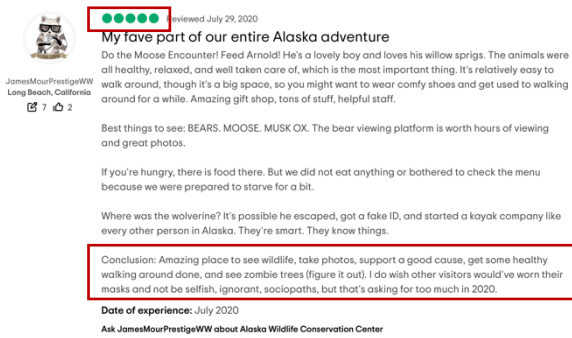 Reviewed July 29, 2020
My fave part of our entire Alaska adventure
Do the Moose Encounter! Feed Arnold! He's a lovely boy and loves his willow sprigs. The animals were
all healthy, relaxed, and well taken care of, which is the most important thing. It's relatively easy to
walk around, though it's a big space, so you might want to wear comfy shoes and get used to walking
around for a while. Amazing gift shop, tons of stuff, helpful staff.
JamesMourPrestigeWW
Long Beach, California
7 2
Best things to see: BEARS. MOOSE. MUSK OX. The bear viewing platform is worth hours of viewing
and great photos.
If you're hungry, there is food there. But we did not eat anything or bothered to check the menu
because we were prepared to starve for a bit.
Where was the wolverine? It's possible he escaped, got a fake ID, and started a kayak company like
every other person in Alaska. They're smart. They know things.
Conclusion: Amazing place to see wildlife, take photos, support a good cause, get some healthy
walking around done, and see zombie trees (figure it out). I do wish other visitors would've worn their
masks and not be selfish, ignorant, sociopaths, but that's asking for too much in 2020.
Date of experience: July 2020
Ask JamesMourPrestigeWW about Alaska Wildlife Conservation Center